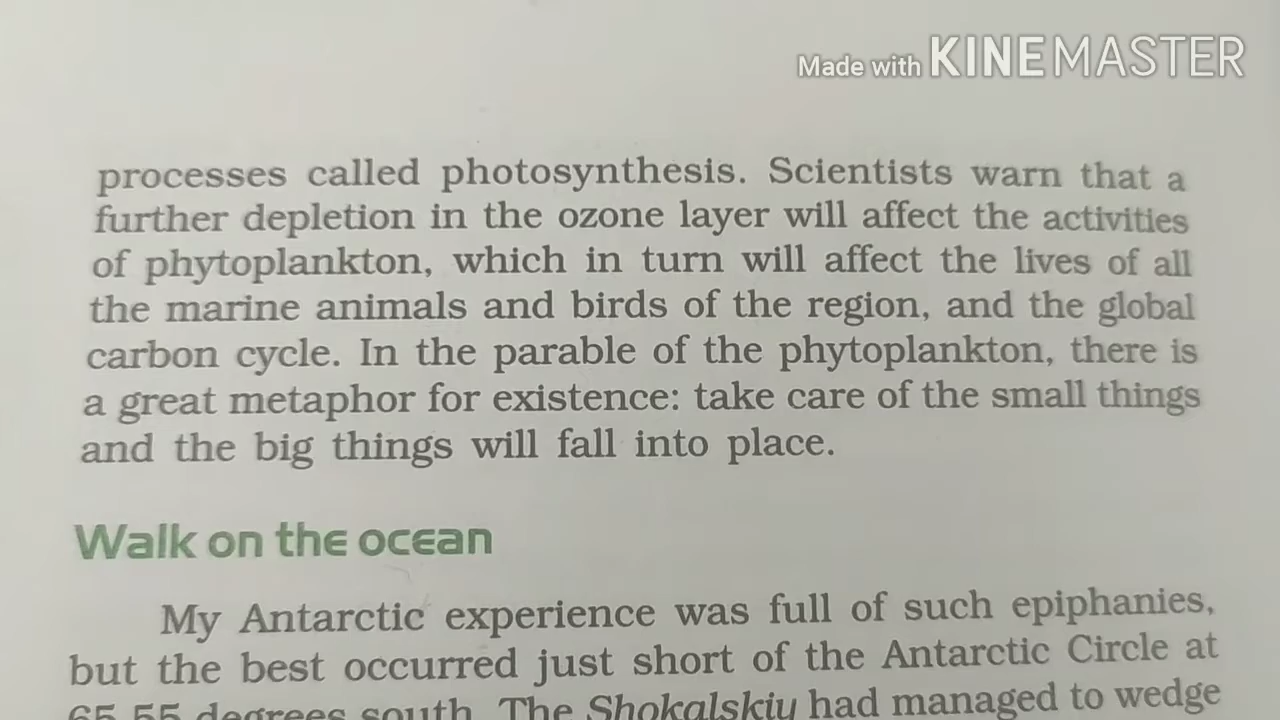 Made with KINEMASTER
processes called photosynthesis. Scientists warn that a
further depletion in the ozone layer will affect the activities
of phytoplankton, which in turn will affect the lives of all
the marine animals and birds of the region, and the global
carbon cycle. In the parable of the phytoplankton, there is
a great metaphor for existence: take care of the small things
and the big things will fall into place.
Walk on the ocean
My Antarctic experience was full of such epiphanies,
but the best occurred just short of the Antarctic Circle at
65.55 degrees south. The Shokalskiy had managed to wedge